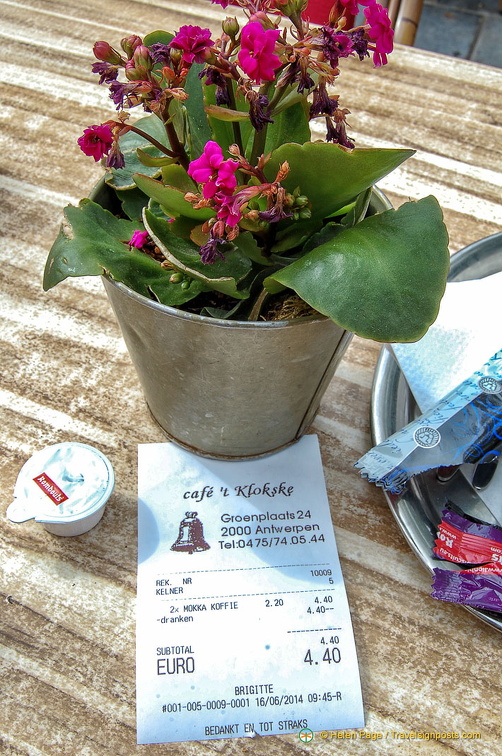 café 't Klokske
Groenplaats 24
2000 Antwerpen
Tel:0475/74.05.44
REK. NR 10009
KELNER 5
2x MOKKA KOFFIE 2.20 4.40
-dranken 4.40--
4.40
SUBTOTAL
EURO 4.40
BRIGITTE
#001-005-0009-0001 16/06/2014 09:45-R
BEDANKT EN TOT STRAKS
Rombouts
© Helen Page / Travelsignposts.com